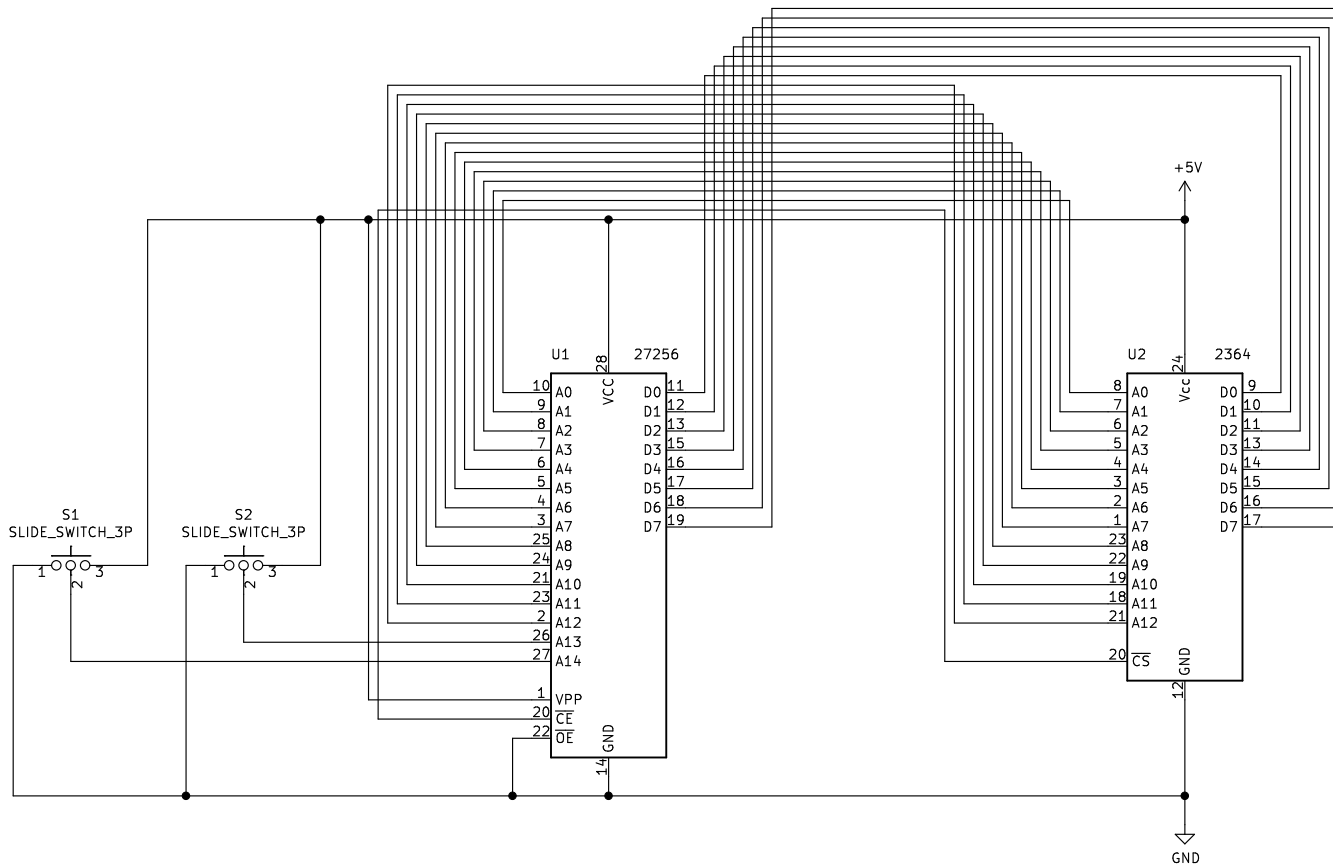 +5V
U1 27256
28
VCC
10 A0 D0 11
9 A1 D1 12
8 A2 D2 13
7 A3 D3 15
6 A4 D4 16
5 A5 D5 17
4 A6 D6 18
3 A7 D7 19
25 A8
24 A9
21 A10
23 A11
2 A12
26 A13
27 A14
1 VPP
20 CE
22 OE
GND
14
U2 2364
24
Vcc
8 A0 D0 9
7 A1 D1 10
6 A2 D2 11
5 A3 D3 13
4 A4 D4 14
3 A5 D5 15
2 A6 D6 16
1 A7 D7 17
23 A8
22 A9
19 A10
18 A11
21 A12
20 CS
GND
12
S1
SLIDE_SWITCH_3P
1 2 3
S2
SLIDE_SWITCH_3P
1 2 3
GND